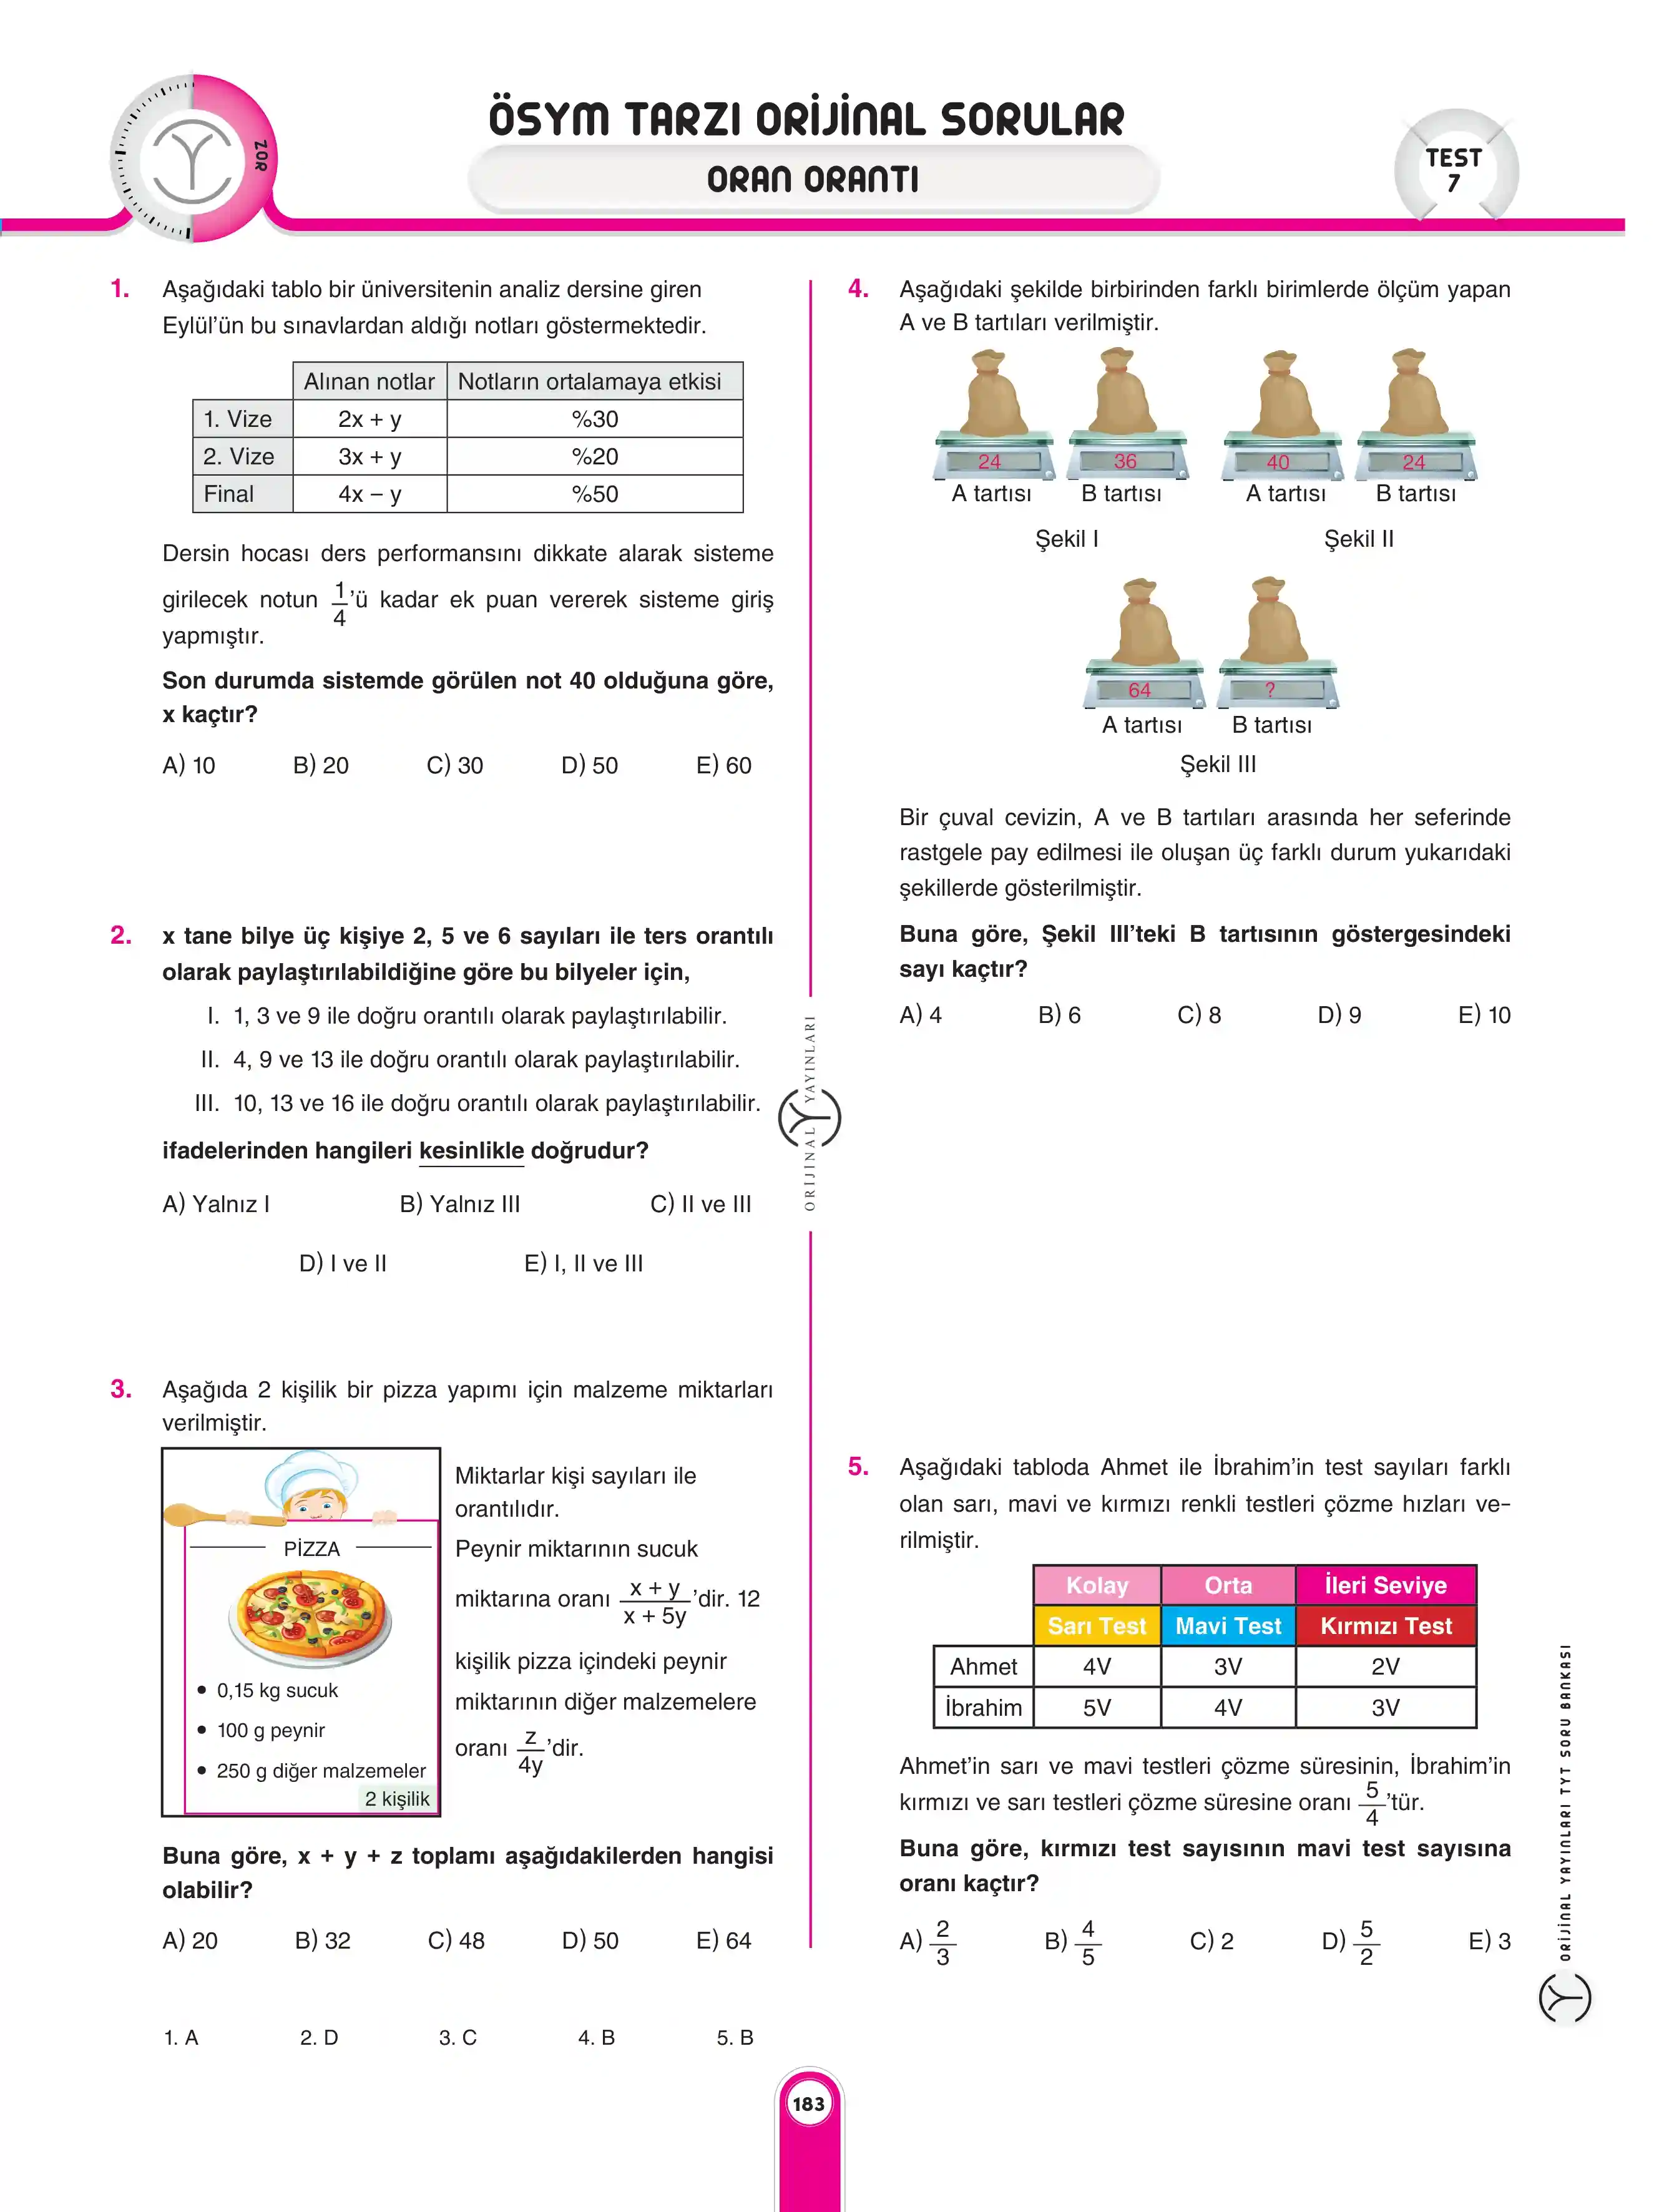 ZOR
ÖSYM TARZI ORİJİNAL SORULAR
ORAN ORANTI
TEST
7
1. Aşağıdaki tablo bir üniversitenin analiz dersine giren
Eylül’ün bu sınavlardan aldığı notları göstermektedir.
Alınan notlar Notların ortalamaya etkisi
1. Vize 2x + y %30
2. Vize 3x + y %20
Final 4x – y %50
Dersin hocası ders performansını dikkate alarak sisteme
girilecek notun 1/4’ü kadar ek puan vererek sisteme giriş
yapmıştır.
Son durumda sistemde görülen not 40 olduğuna göre,
x kaçtır?
A) 10 B) 20 C) 30 D) 50 E) 60
2. x tane bilye üç kişiye 2, 5 ve 6 sayıları ile ters orantılı
olarak paylaştırılabildiğine göre bu bilyeler için,
I. 1, 3 ve 9 ile doğru orantılı olarak paylaştırılabilir.
II. 4, 9 ve 13 ile doğru orantılı olarak paylaştırılabilir.
III. 10, 13 ve 16 ile doğru orantılı olarak paylaştırılabilir.
ifadelerinden hangileri kesinlikle doğrudur?
A) Yalnız I B) Yalnız III C) II ve III
D) I ve II E) I, II ve III
3. Aşağıda 2 kişilik bir pizza yapımı için malzeme miktarları
verilmiştir.
PİZZA
• 0,15 kg sucuk
• 100 g peynir
• 250 g diğer malzemeler
2 kişilik
Miktarlar kişi sayıları ile
orantılıdır.
Peynir miktarının sucuk
miktarına oranı x + y / x + 5y ’dir. 12
kişilik pizza içindeki peynir
miktarının diğer malzemelere
oranı z/4y ’dir.
Buna göre, x + y + z toplamı aşağıdakilerden hangisi
olabilir?
A) 20 B) 32 C) 48 D) 50 E) 64
ORİJİNAL YAYINLARI
4. Aşağıdaki şekilde birbirinden farklı birimlerde ölçüm yapan
A ve B tartıları verilmiştir.
24 36 40 24
A tartısı B tartısı A tartısı B tartısı
Şekil I Şekil II
64 ?
A tartısı B tartısı
Şekil III
Bir çuval cevizin, A ve B tartıları arasında her seferinde
rastgele pay edilmesi ile oluşan üç farklı durum yukarıdaki
şekillerde gösterilmiştir.
Buna göre, Şekil III’teki B tartısının göstergesindeki
sayı kaçtır?
A) 4 B) 6 C) 8 D) 9 E) 10
5. Aşağıdaki tabloda Ahmet ile İbrahim’in test sayıları farklı
olan sarı, mavi ve kırmızı renkli testleri çözme hızları ve-
rilmiştir.
Kolay Orta İleri Seviye
Sarı Test Mavi Test Kırmızı Test
Ahmet 4V 3V 2V
İbrahim 5V 4V 3V
Ahmet’in sarı ve mavi testleri çözme süresinin, İbrahim’in
kırmızı ve sarı testleri çözme süresine oranı 5/4 ’tür.
Buna göre, kırmızı test sayısının mavi test sayısına
oranı kaçtır?
A) 2/3 B) 4/5 C) 2 D) 5/2 E) 3
ORİJİNAL YAYINLARI TYT SORU BANKASI
1. A 2. D 3. C 4. B 5. B
183